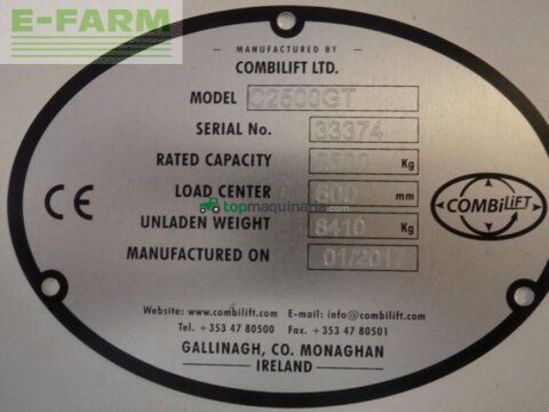 E-FARM
MANUFACTURED BY
COMBILIFT LTD.
MODEL C2500GT
SERIAL No. 33374
RATED CAPACITY 2500 Kg
LOAD CENTER 600 mm
topmaquinaria.com
UNLADEN WEIGHT Kg
MANUFACTURED ON
CE
COMBiLiFT
Website: www.combilift.com E-mail: info@combilift.com
Tel. +353 47 80500 Fax. +353 47 80501
GALLINAGH, CO. MONAGHAN
IRELAND